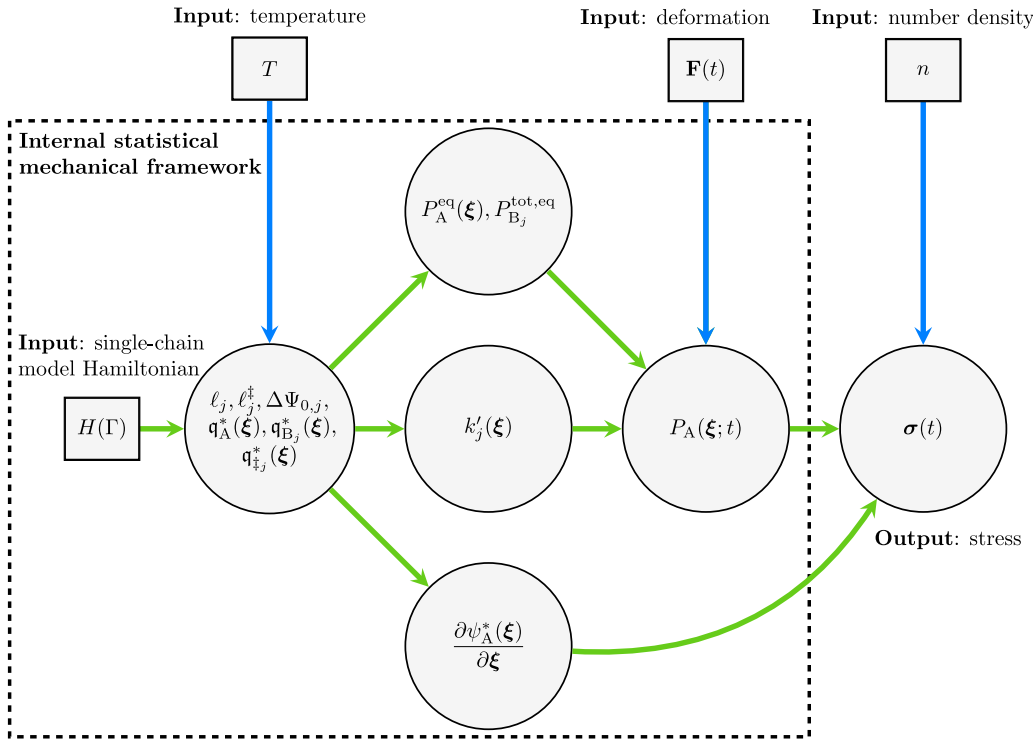 Input: temperature
Input: deformation
Input: number density
T
F(t)
n
Internal statistical
mechanical framework
P_A^eq(ξ), P_{B_j}^{tot,eq}
Input: single-chain
model Hamiltonian
H(Γ)
ℓ_j, ℓ_j^‡, ΔΨ_{0,j},
𝔮_A^*(ξ), 𝔮_{B_j}^*(ξ),
𝔮_{‡_j}^*(ξ)
k′_j(ξ)
P_A(ξ; t)
σ(t)
Output: stress
∂ψ_A^*(ξ)
∂ξ